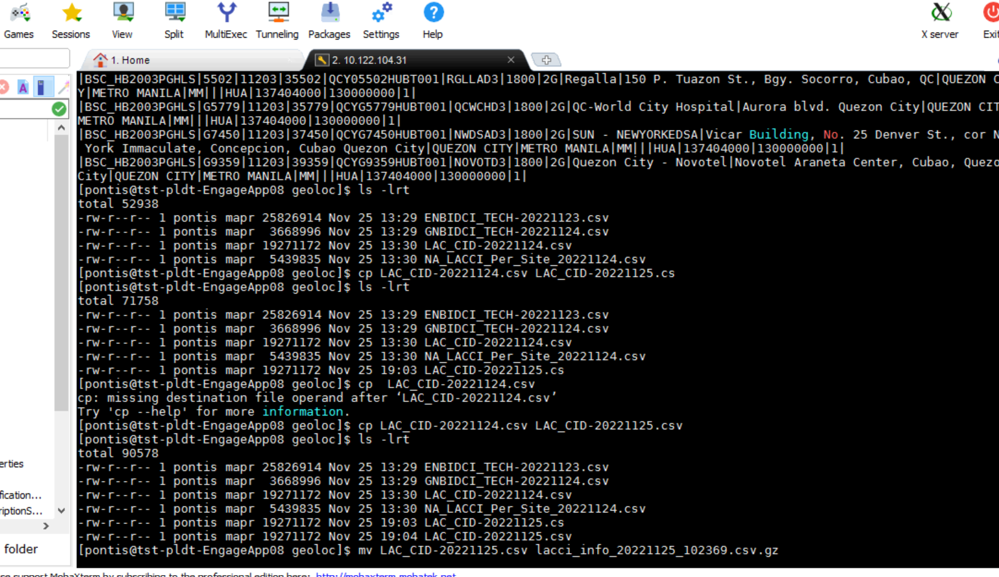 Games Sessions View Split MultiExec Tunneling Packages Settings Help X server Exit
1. Home 2. 10.122.104.31
|BSC_HB2003PGHLS|5502|11203|35502|QCY05502HUBT001|RGLLAD3|1800|2G|Regalla|150 P. Tuazon St., Bgy. Socorro, Cubao, QC|QUEZON C
Y|METRO MANILA|MM|||HUA|137404000|130000000|1|
|BSC_HB2003PGHLS|G5779|11203|35779|QCYG5779HUBT001|QCWCHD3|1800|2G|QC-World City Hospital|Aurora blvd. Quezon City|QUEZON CIT
METRO MANILA|MM|||HUA|137404000|130000000|1|
|BSC_HB2003PGHLS|G7450|11203|37450|QCYG7450HUBT001|NWDSAD3|1800|2G|SUN - NEWYORKEDSA|Vicar Building, No. 25 Denver St., cor N
York Immaculate, Concepcion, Cubao Quezon City|QUEZON CITY|METRO MANILA|MM|||HUA|137404000|130000000|1|
|BSC_HB2003PGHLS|G9359|11203|39359|QCYG9359HUBT001|NOVOTD3|1800|2G|Quezon City - Novotel|Novotel Araneta Center, Cubao, Quezo
City|QUEZON CITY|METRO MANILA|MM|||HUA|137404000|130000000|1|
[pontis@tst-pldt-EngageApp08 geoloc]$ ls -lrt
total 52938
-rw-r--r-- 1 pontis mapr 25826914 Nov 25 13:29 ENBIDCI_TECH-20221123.csv
-rw-r--r-- 1 pontis mapr 3668996 Nov 25 13:29 GNBIDCI_TECH-20221124.csv
-rw-r--r-- 1 pontis mapr 19271172 Nov 25 13:30 LAC_CID-20221124.csv
-rw-r--r-- 1 pontis mapr 5439835 Nov 25 13:30 NA_LACCI_Per_Site_20221124.csv
[pontis@tst-pldt-EngageApp08 geoloc]$ cp LAC_CID-20221124.csv LAC_CID-20221125.cs
[pontis@tst-pldt-EngageApp08 geoloc]$ ls -lrt
total 71758
-rw-r--r-- 1 pontis mapr 25826914 Nov 25 13:29 ENBIDCI_TECH-20221123.csv
-rw-r--r-- 1 pontis mapr 3668996 Nov 25 13:29 GNBIDCI_TECH-20221124.csv
-rw-r--r-- 1 pontis mapr 19271172 Nov 25 13:30 LAC_CID-20221124.csv
-rw-r--r-- 1 pontis mapr 5439835 Nov 25 13:30 NA_LACCI_Per_Site_20221124.csv
-rw-r--r-- 1 pontis mapr 19271172 Nov 25 19:03 LAC_CID-20221125.cs
[pontis@tst-pldt-EngageApp08 geoloc]$ cp  LAC_CID-20221124.csv
cp: missing destination file operand after ‘LAC_CID-20221124.csv’
Try 'cp --help' for more information.
[pontis@tst-pldt-EngageApp08 geoloc]$ cp LAC_CID-20221124.csv LAC_CID-20221125.csv
[pontis@tst-pldt-EngageApp08 geoloc]$ ls -lrt
total 90578
-rw-r--r-- 1 pontis mapr 25826914 Nov 25 13:29 ENBIDCI_TECH-20221123.csv
-rw-r--r-- 1 pontis mapr 3668996 Nov 25 13:29 GNBIDCI_TECH-20221124.csv
-rw-r--r-- 1 pontis mapr 19271172 Nov 25 13:30 LAC_CID-20221124.csv
-rw-r--r-- 1 pontis mapr 5439835 Nov 25 13:30 NA_LACCI_Per_Site_20221124.csv
-rw-r--r-- 1 pontis mapr 19271172 Nov 25 19:03 LAC_CID-20221125.cs
-rw-r--r-- 1 pontis mapr 19271172 Nov 25 19:04 LAC_CID-20221125.csv
[pontis@tst-pldt-EngageApp08 geoloc]$ mv LAC_CID-20221125.csv lacci_info_20221125_102369.csv.gz
erties
fication...
riptionS...
folder
se support MobaXterm by subscribing to the professional edition here: http://mobaxterm.mobatek.net